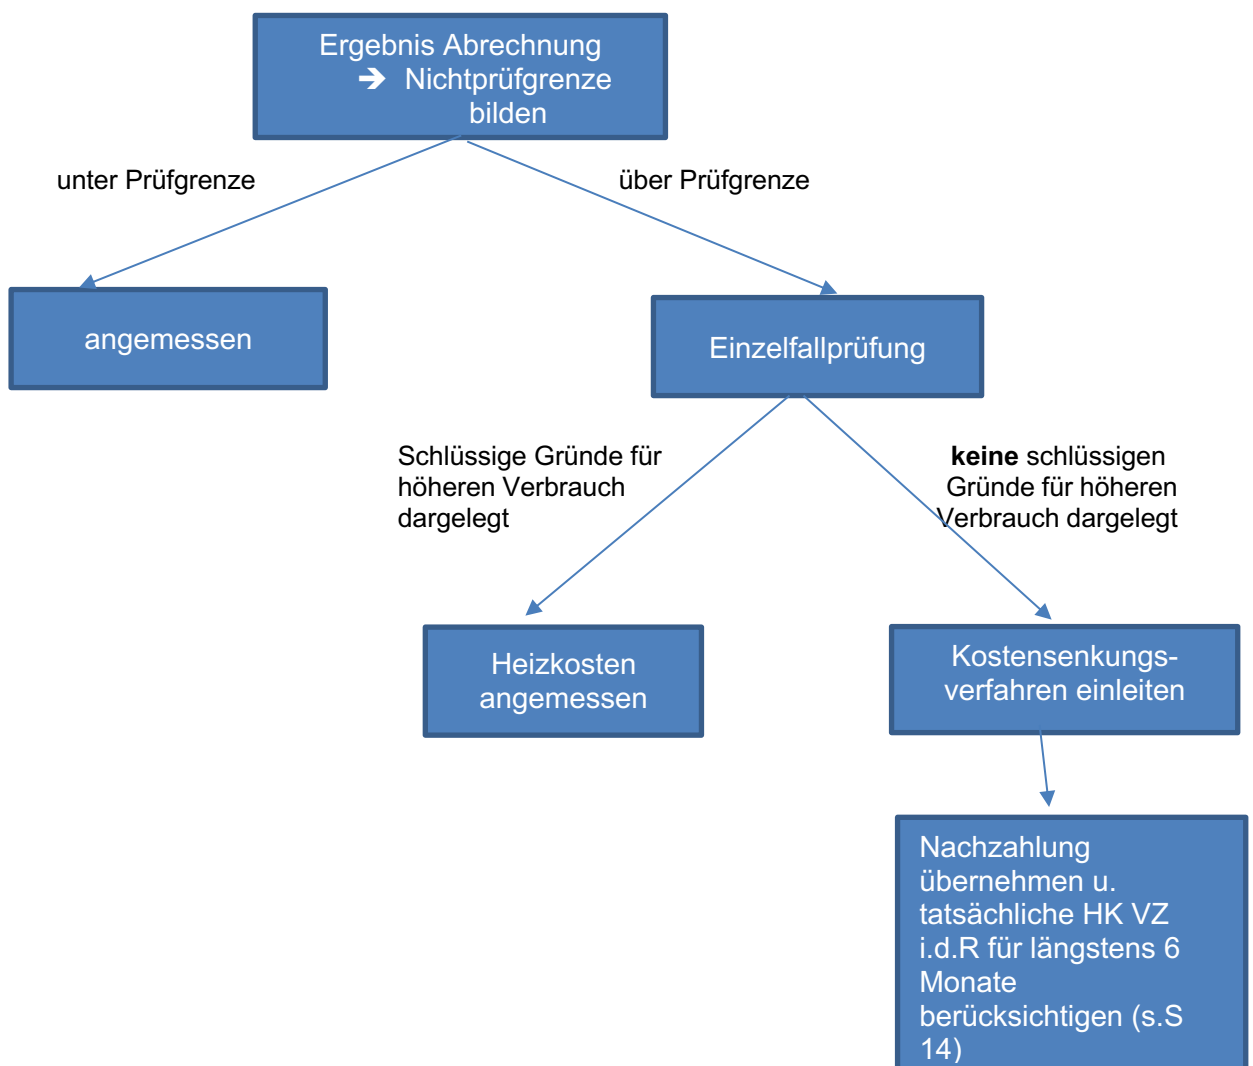 Ergebnis Abrechnung
➔ Nichtprüfgrenze
bilden
unter Prüfgrenze
über Prüfgrenze
angemessen
Einzelfallprüfung
Schlüssige Gründe für
höheren Verbrauch
dargelegt
keine schlüssigen
Gründe für höheren
Verbrauch dargelegt
Heizkosten
angemessen
Kostensenkungs-
verfahren einleiten
Nachzahlung
übernehmen u.
tatsächliche HK VZ
i.d.R für längstens 6
Monate
berücksichtigen (s.S
14)